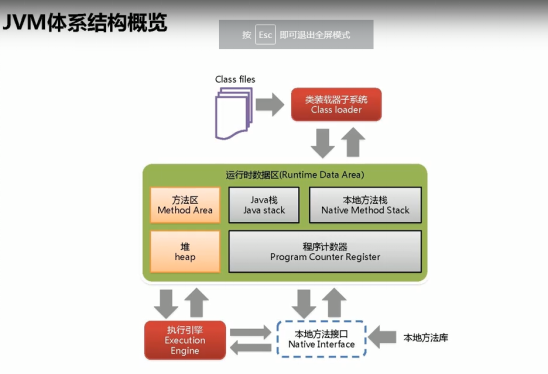 JVM体系结构概览
按 Esc 即可退出全屏模式
Class files
类装载器子系统
Class loader
运行时数据区(Runtime Data Area)
方法区
Method Area
Java栈
Java stack
本地方法栈
Native Method Stack
堆
heap
程序计数器
Program Counter Register
执行引擎
Execution
Engine
本地方法接口
Native Interface
本地方法库